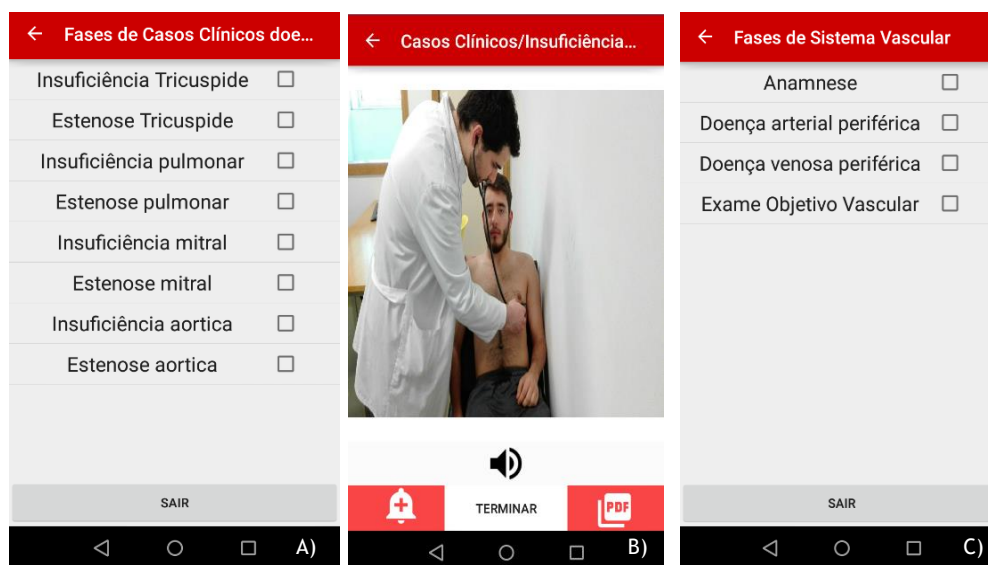 Fases de Casos Clínicos doe...
Insuficiência Tricuspide
Estenose Tricuspide
Insuficiência pulmonar
Estenose pulmonar
Insuficiência mitral
Estenose mitral
Insuficiência aortica
Estenose aortica
SAIR
A)
Casos Clínicos/Insuficiência...
TERMINAR
PDF
B)
Fases de Sistema Vascular
Anamnese
Doença arterial periférica
Doença venosa periférica
Exame Objetivo Vascular
SAIR
C)